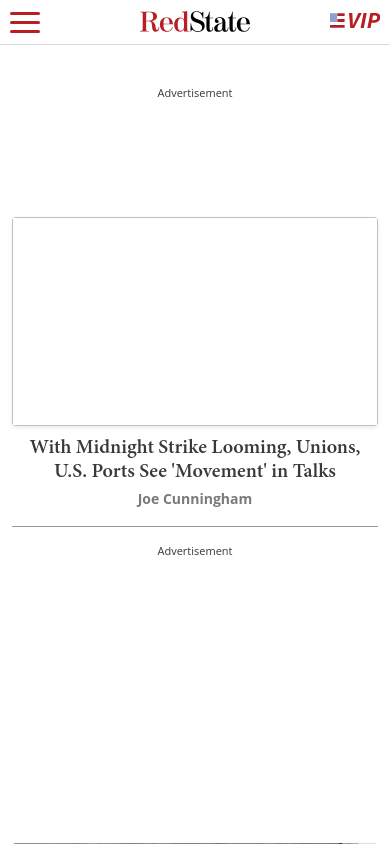 RedState
VIP
Advertisement
With Midnight Strike Looming, Unions,
U.S. Ports See 'Movement' in Talks
Joe Cunningham
Advertisement